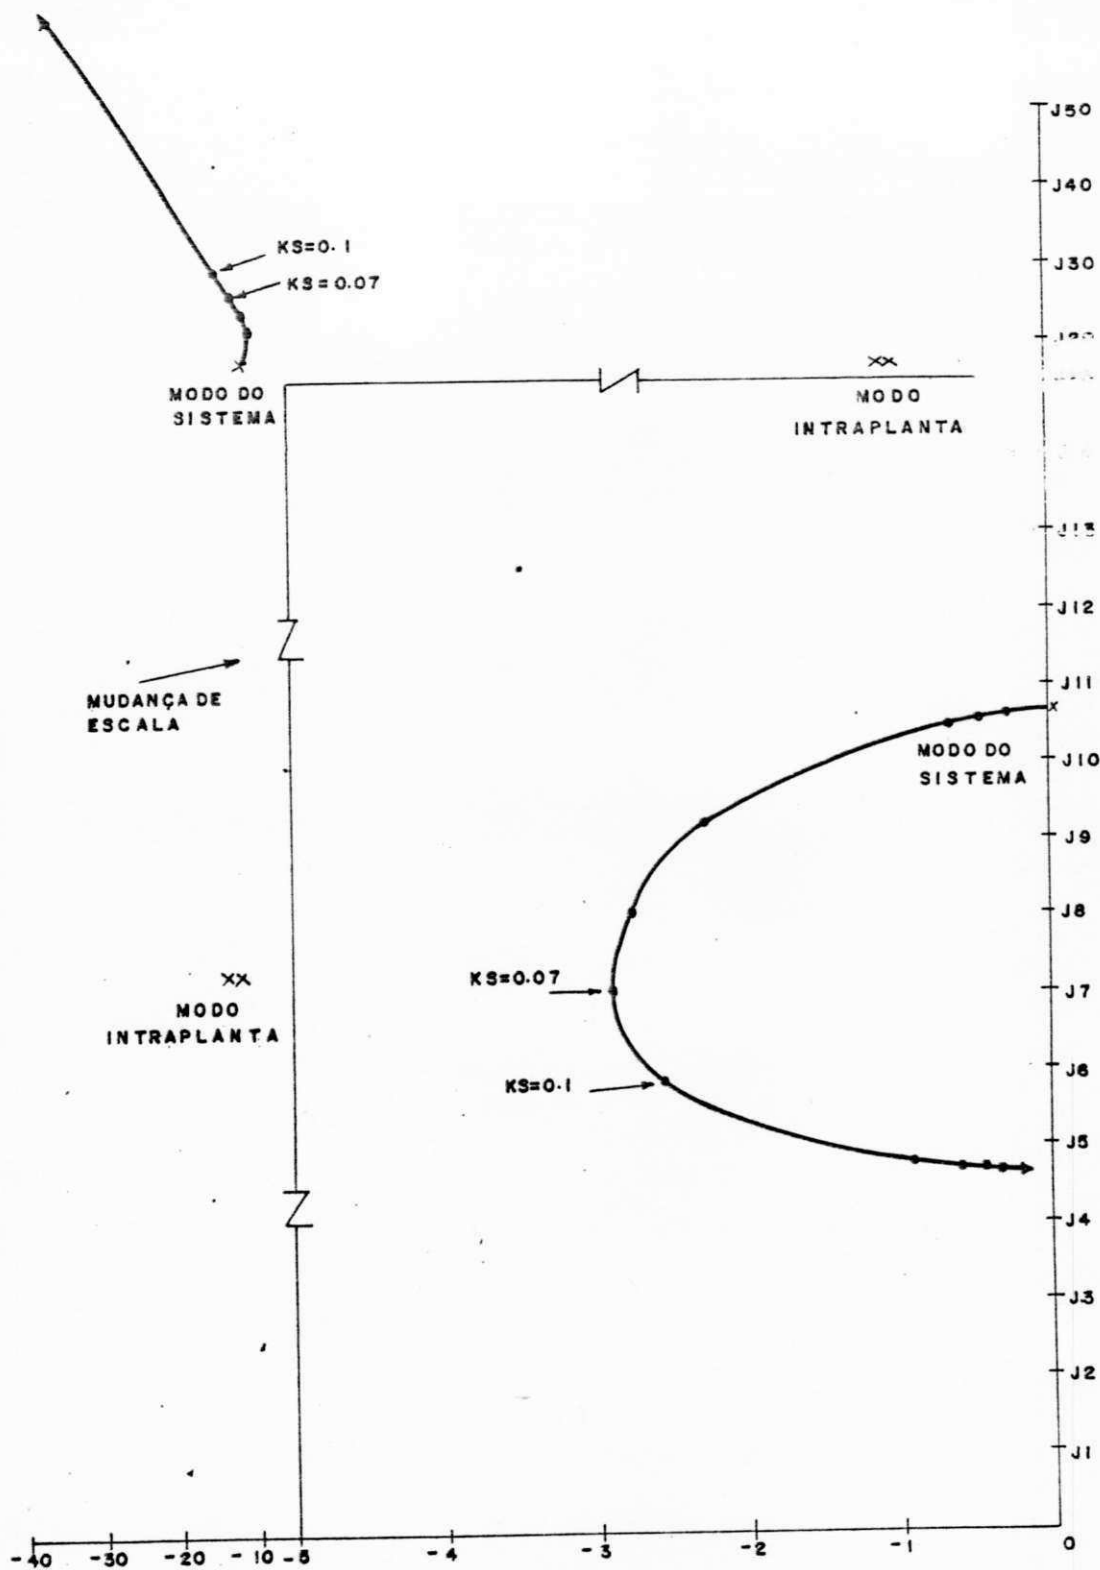 J50
J40
KS=0.1
J30
KS=0.07
MODO DO
SISTEMA
MODO
INTRAPLANTA
J13
J12
J11
MUDANÇA DE
ESCALA
MODO DO
SISTEMA
J10
J9
J8
KS=0.07
J7
MODO
INTRAPLANTA
J6
KS=0.1
J5
J4
J3
J2
J1
-40 -30 -20 -10 -5 -4 -3 -2 -1 0